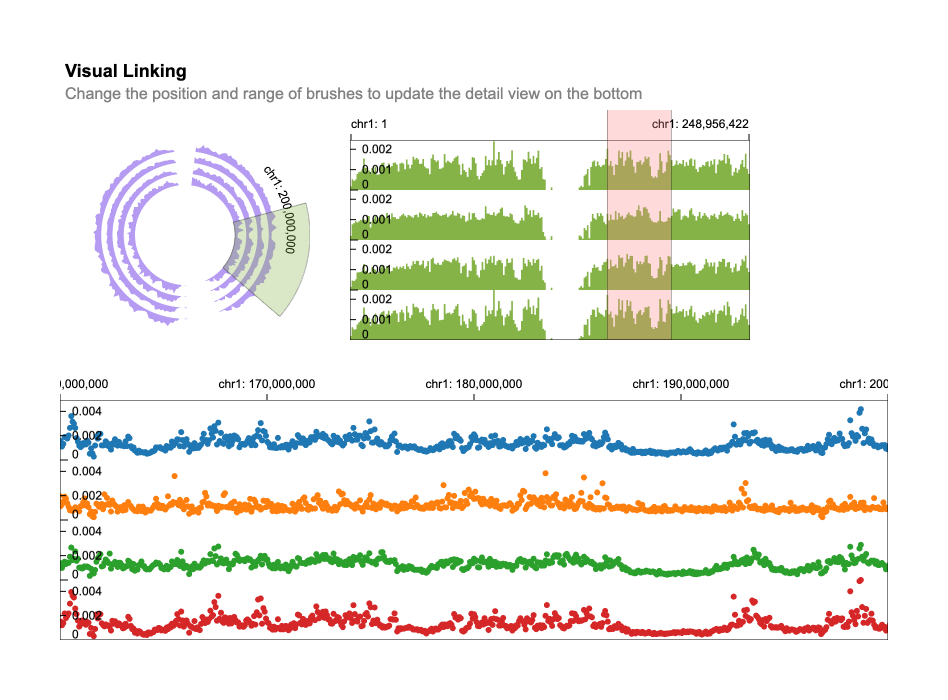 Visual Linking
Change the position and range of brushes to update the detail view on the bottom
chr1: 200,000,000
chr1: 1
chr1: 248,956,422
0.002
0.001
0
0.002
0.001
0
0.002
0.001
0
0.002
0.001
0
0,000,000
chr1: 170,000,000
chr1: 180,000,000
chr1: 190,000,000
chr1: 200
0.004
0.002
0
0.004
0.002
0
0.004
0.002
0
0.004
0.002
0